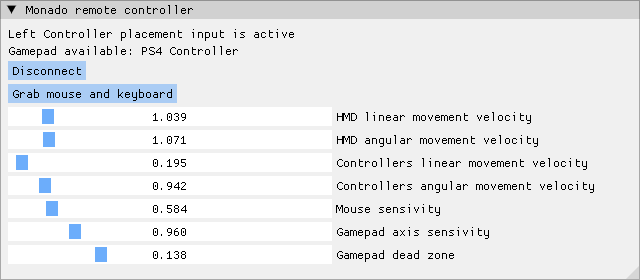 Monado remote controller
Left Controller placement input is active
Gamepad available: PS4 Controller
Disconnect
Grab mouse and keyboard
1.039 HMD linear movement velocity
1.071 HMD angular movement velocity
0.195 Controllers linear movement velocity
0.942 Controllers angular movement velocity
0.584 Mouse sensivity
0.960 Gamepad axis sensivity
0.138 Gamepad dead zone